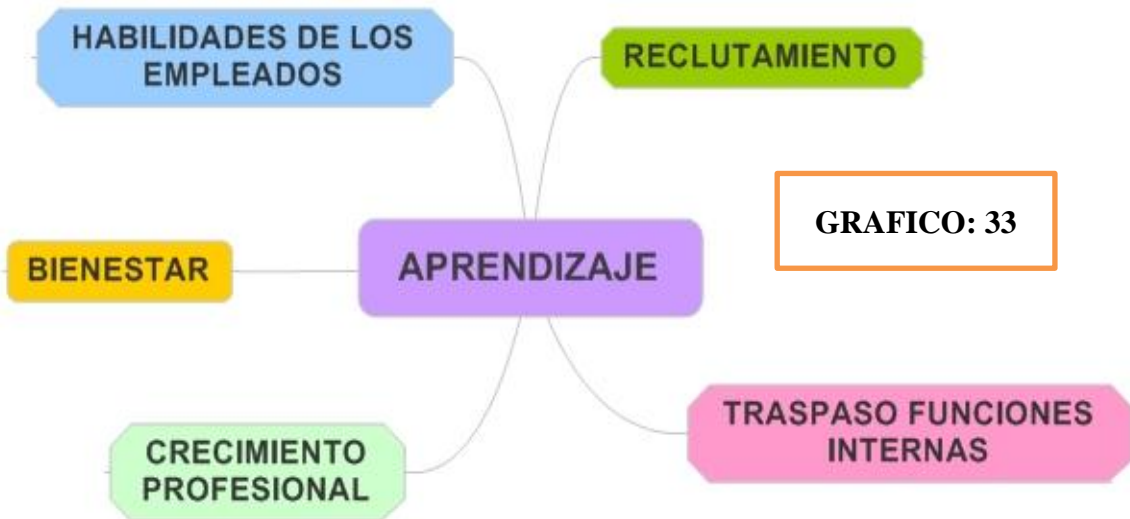 HABILIDADES DE LOS
EMPLEADOS
RECLUTAMIENTO
GRAFICO: 33
BIENESTAR
APRENDIZAJE
TRASPASO FUNCIONES
INTERNAS
CRECIMIENTO
PROFESIONAL